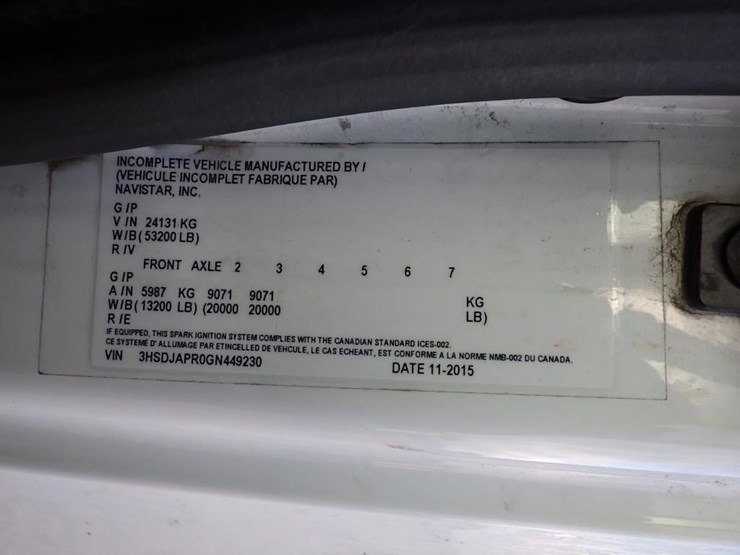 INCOMPLETE VEHICLE MANUFACTURED BY /
(VEHICULE INCOMPLET FABRIQUE PAR)
NAVISTAR, INC.
G /P
V /N 24131 KG
W/B ( 53200 LB)
R /V
FRONT AXLE 2 3 4 5 6 7
G /P
A /N 5987 KG 9071 9071 KG
W/B ( 13200 LB) (20000 20000 LB)
R /E
IF EQUIPPED, THIS SPARK IGNITION SYSTEM COMPLIES WITH THE CANADIAN STANDARD ICES-002.
CE SYSTEME D' ALLUMAGE PAR ETINCELLED DE VEHCULE, LE CAS ECHEANT, EST CONFORME A LA NORME NMB-002 DU CANADA.
VIN 3HSDJAPR0GN449230 DATE 11-2015